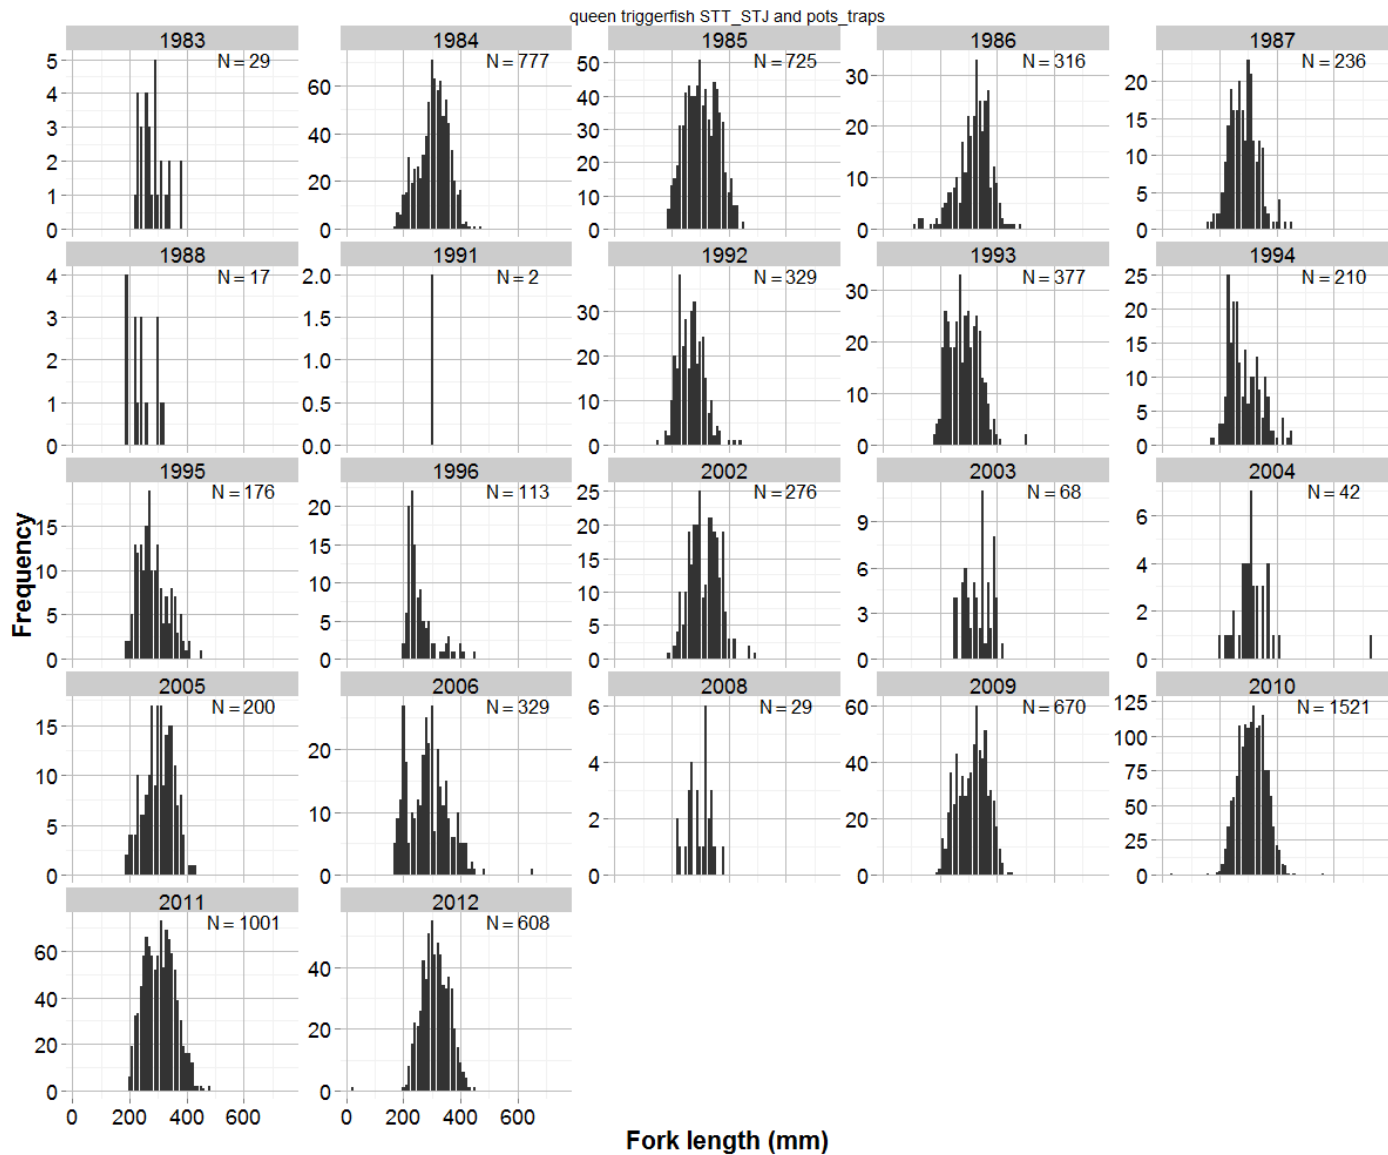 queen triggerfish STT_STJ and pots_traps
1983 1984 1985 1986 1987
N = 29 N = 777 N = 725 N = 316 N = 236
5 4 3 2 1 0
60 40 20 0
50 40 30 20 10 0
30 20 10 0
20 15 10 5 0
1988 1991 1992 1993 1994
N = 17 N = 2 N = 329 N = 377 N = 210
4 3 2 1 0
2.0 1.5 1.0 0.5 0.0
30 20 10 0
30 20 10 0
25 20 15 10 5 0
1995 1996 2002 2003 2004
N = 176 N = 113 N = 276 N = 68 N = 42
15 10 5 0
20 15 10 5 0
25 20 15 10 5 0
9 6 3 0
6 4 2 0
Frequency
2005 2006 2008 2009 2010
N = 200 N = 329 N = 29 N = 670 N = 1521
15 10 5 0
20 10 0
6 4 2 0
60 40 20 0
125 100 75 50 25 0
2011 2012
N = 1001 N = 608
60 40 20 0
40 20 0
0 200 400 600 0 200 400 600
Fork length (mm)